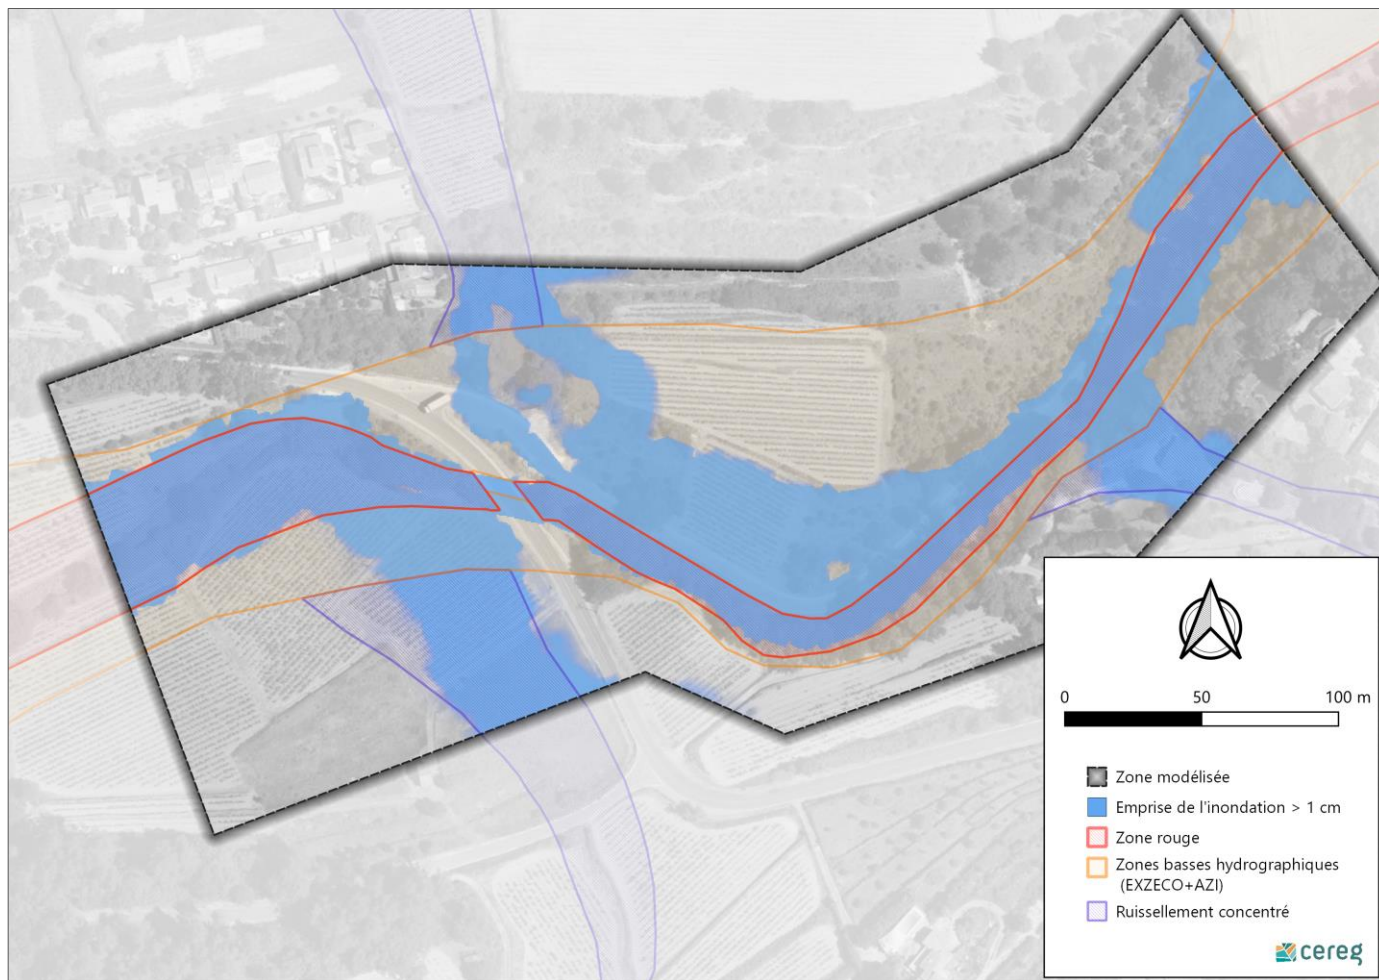 0 50 100 m
Zone modélisée
Emprise de l'inondation > 1 cm
Zone rouge
Zones basses hydrographiques
(EXZECO+AZI)
Ruissellement concentré
cereg